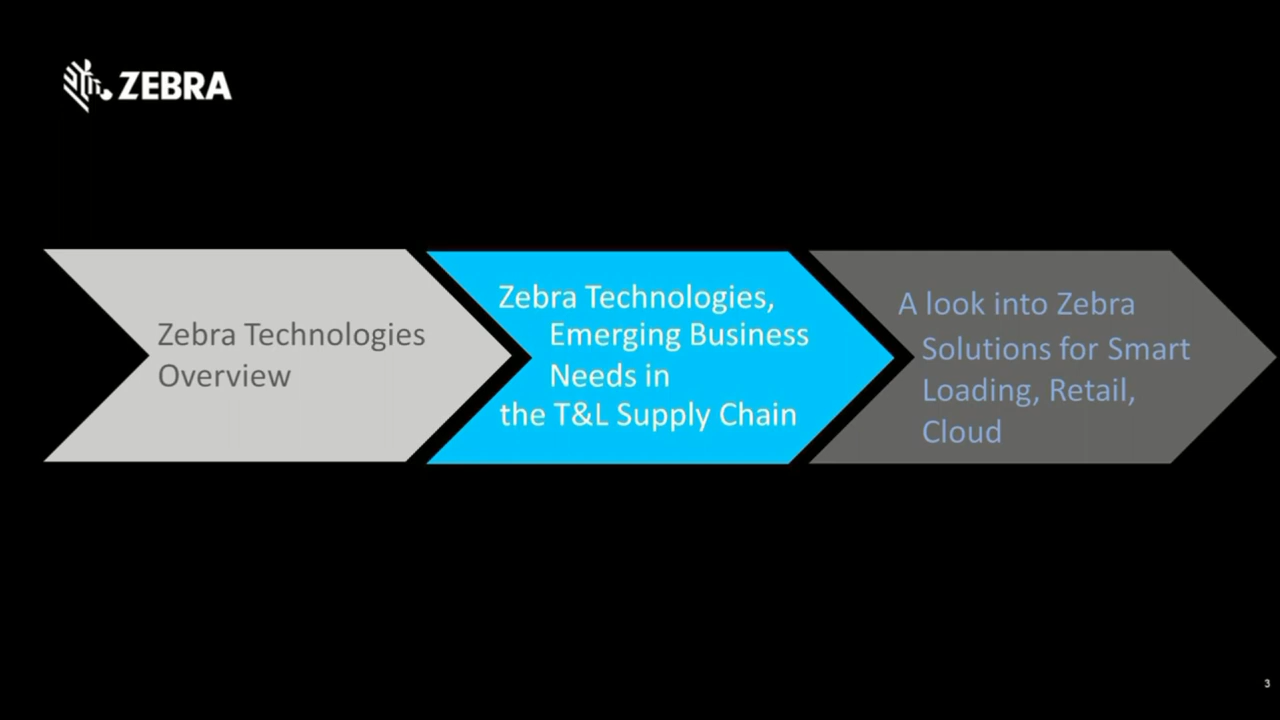 ZEBRA
Zebra Technologies
Overview
Zebra Technologies,
Emerging Business
Needs in
the T&L Supply Chain
A look into Zebra
Solutions for Smart
Loading, Retail,
Cloud
3